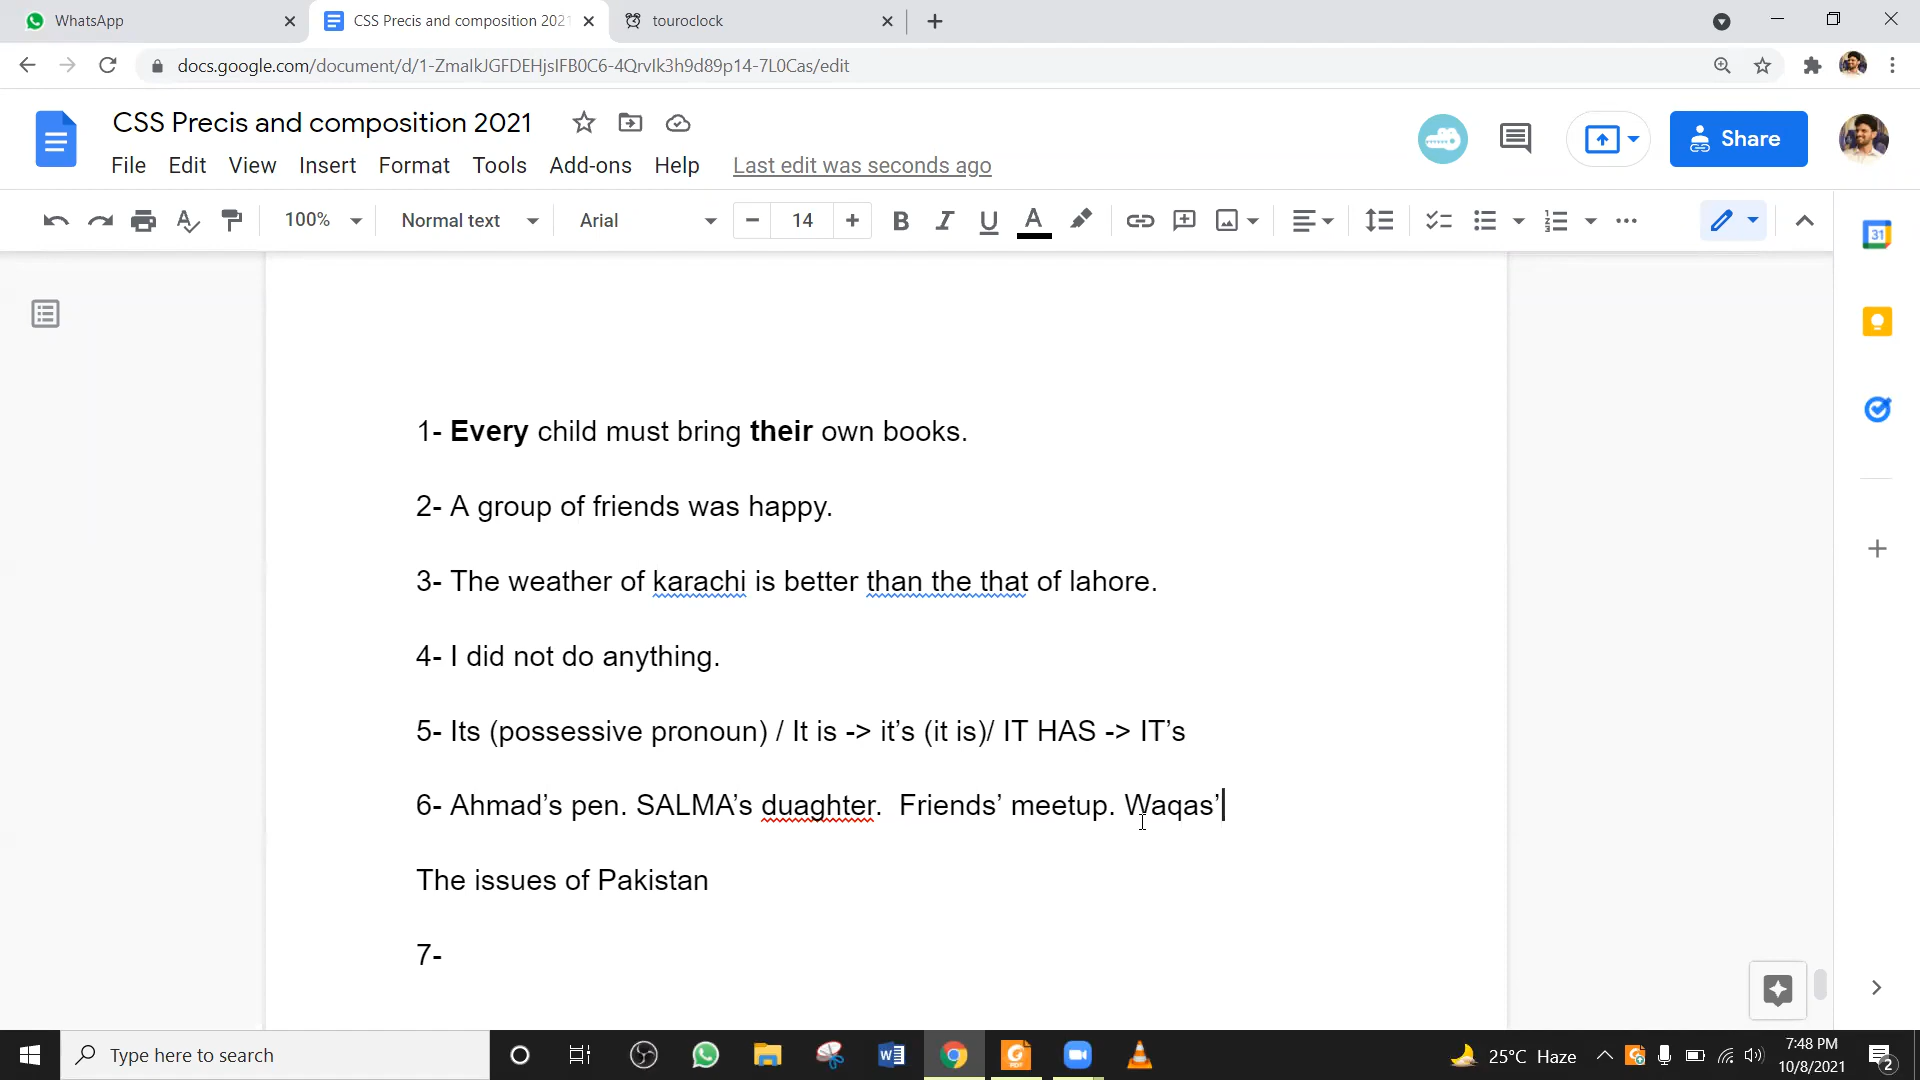 WhatsApp
CSS Precis and composition 2021
touroclock
docs.google.com/document/d/1-ZmaIkJGFDEHjsIFB0C6-4QrvIk3h9d89p14-7L0Cas/edit
CSS Precis and composition 2021
Share
File Edit View Insert Format Tools Add-ons Help Last edit was seconds ago
100% Normal text Arial 14 B I U A
31
1- Every child must bring their own books.
2- A group of friends was happy.
3- The weather of karachi is better than the that of lahore.
4- I did not do anything.
5- Its (possessive pronoun) / It is -> it’s (it is)/ IT HAS -> IT’s
6- Ahmad’s pen. SALMA’s duaghter.  Friends’ meetup. Waqas’
The issues of Pakistan
7-
Type here to search
25°C Haze
7:48 PM
10/8/2021
2